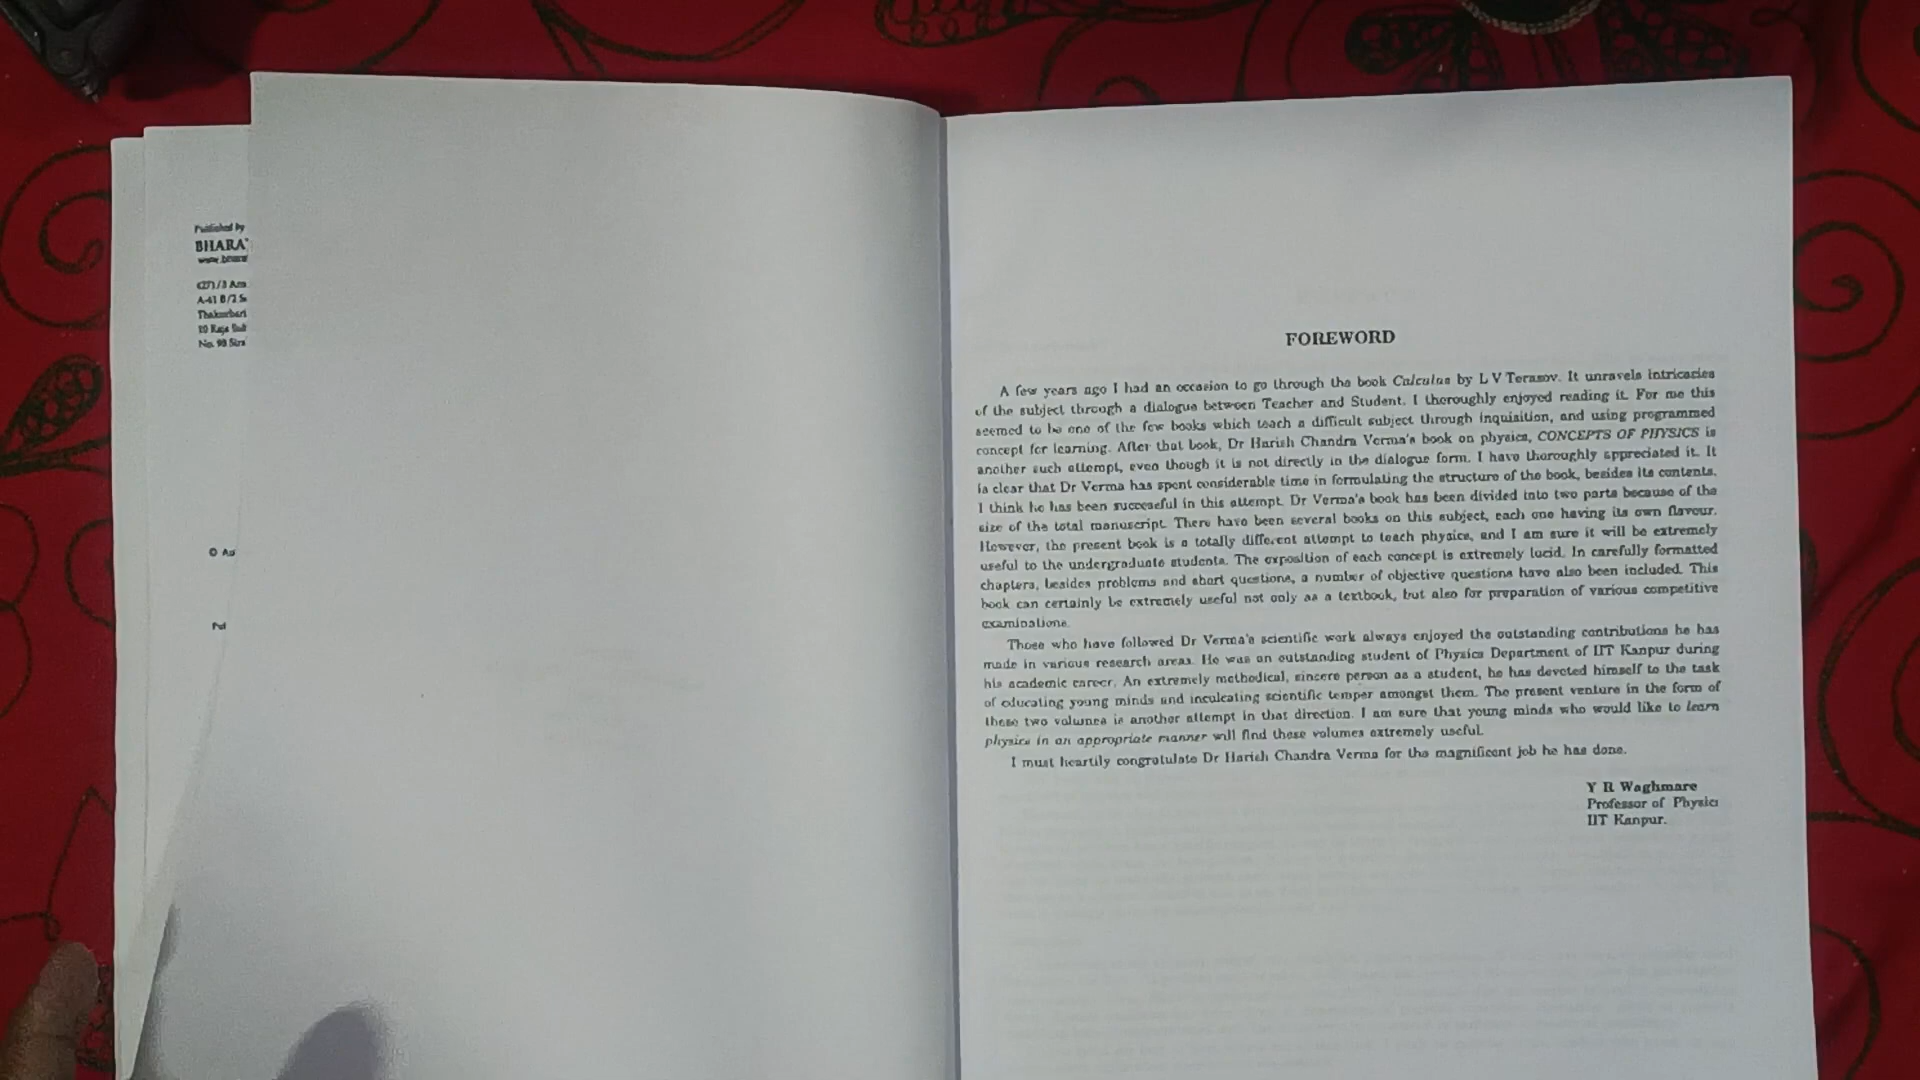 Published by
BHARA
www.bharat
4271/3 Ans
A-41 B/2 Sa
Thakurbari
10 Raja Sub
No. 98 Sira
© Au
FOREWORD
A few years ago I had an occasion to go through the book Calculus by L V Terasov. It unravels intricacies
of the subject through a dialogue between Teacher and Student. I thoroughly enjoyed reading it. For me this
seemed to be one of the few books which teach a difficult subject through inquisition, and using programmed
concept for learning. After that book, Dr Harish Chandra Verma's book on physics, CONCEPTS OF PHYSICS is
another such attempt, even though it is not directly in the dialogue form. I have thoroughly appreciated it. It
is clear that Dr Verma has spent considerable time in formulating the structure of the book, besides its contents.
I think he has been successful in this attempt. Dr Verma's book has been divided into two parts because of the
size of the total manuscript. There have been several books on this subject, each one having its own flavour.
However, the present book is a totally different attempt to teach physics, and I am sure it will be extremely
useful to the undergraduate students. The exposition of each concept is extremely lucid. In carefully formatted
chapters, besides problems and short questions, a number of objective questions have also been included. This
book can certainly be extremely useful not only as a textbook, but also for preparation of various competitive
examinations.
Those who have followed Dr Verma's scientific work always enjoyed the outstanding contributions he has
made in various research areas. He was an outstanding student of Physics Department of IIT Kanpur during
his academic career. An extremely methodical, sincere person as a student, he has devoted himself to the task
of educating young minds and inculcating scientific temper amongst them. The present venture in the form of
these two volumes is another attempt in that direction. I am sure that young minds who would like to learn
physics in an appropriate manner will find these volumes extremely useful.
I must heartily congratulate Dr Harish Chandra Verma for the magnificent job he has done.
Y R Waghmare
Professor of Physics
IIT Kanpur.